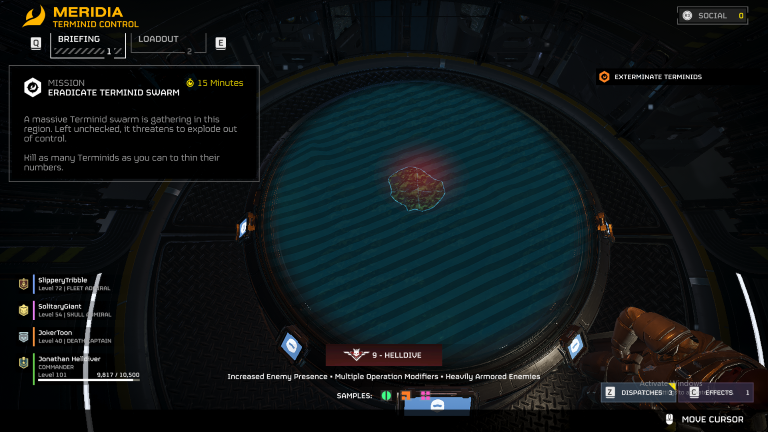 MERIDIA
TERMINID CONTROL
SOCIAL 0
Q
BRIEFING
1
LOADOUT
2
E
MISSION
15 Minutes
ERADICATE TERMINID SWARM
EXTERMINATE TERMINIDS
A massive Terminid swarm is gathering in this
region. Left unchecked, it threatens to explode out
of control.
Kill as many Terminids as you can to thin their
numbers.
SlipperyTribble
Level 72 | FLEET ADMIRAL
SolitaryGiant
Level 54 | SKULL ADMIRAL
JokerToon
Level 40 | DEATH CAPTAIN
Jonathan Helldiver
COMMANDER
Level 101 9,817 / 10,500
9 - HELLDIVE
Increased Enemy Presence • Multiple Operation Modifiers • Heavily Armored Enemies
SAMPLES:
Activate Windows
Z DISPATCHES 3
C EFFECTS 1
MOVE CURSOR